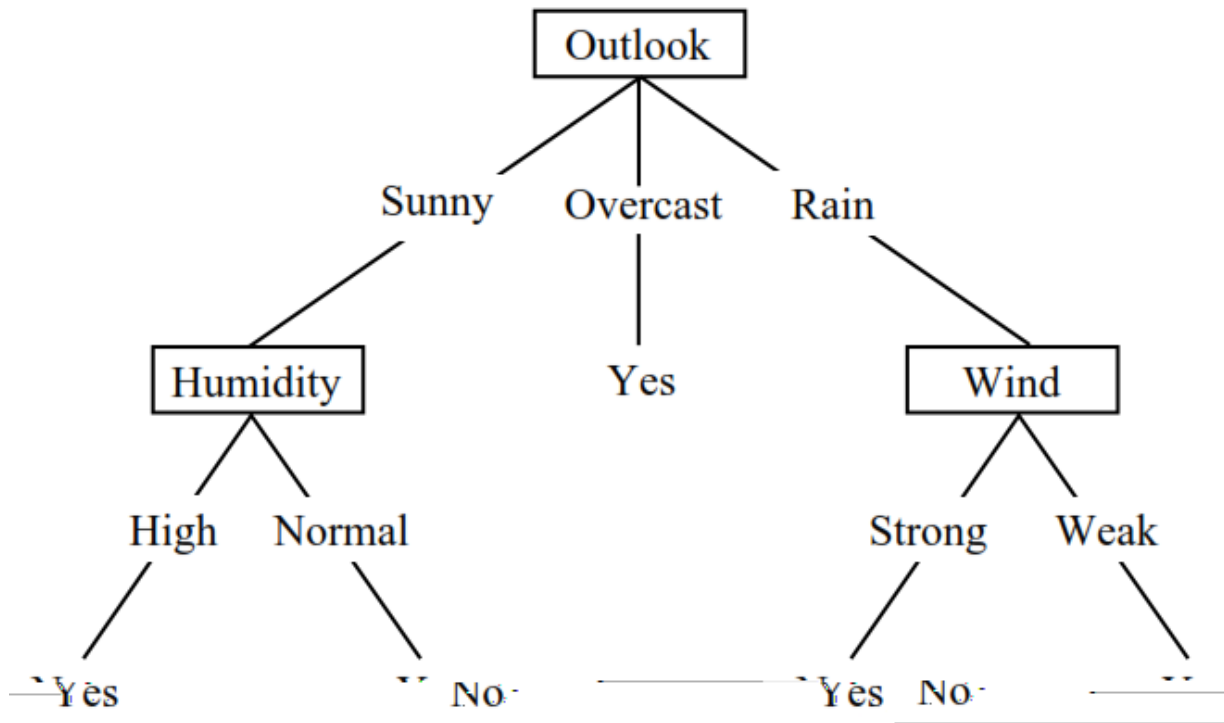 Outlook
Sunny Overcast Rain
Humidity Yes Wind
High Normal Strong Weak
Yes No Yes No